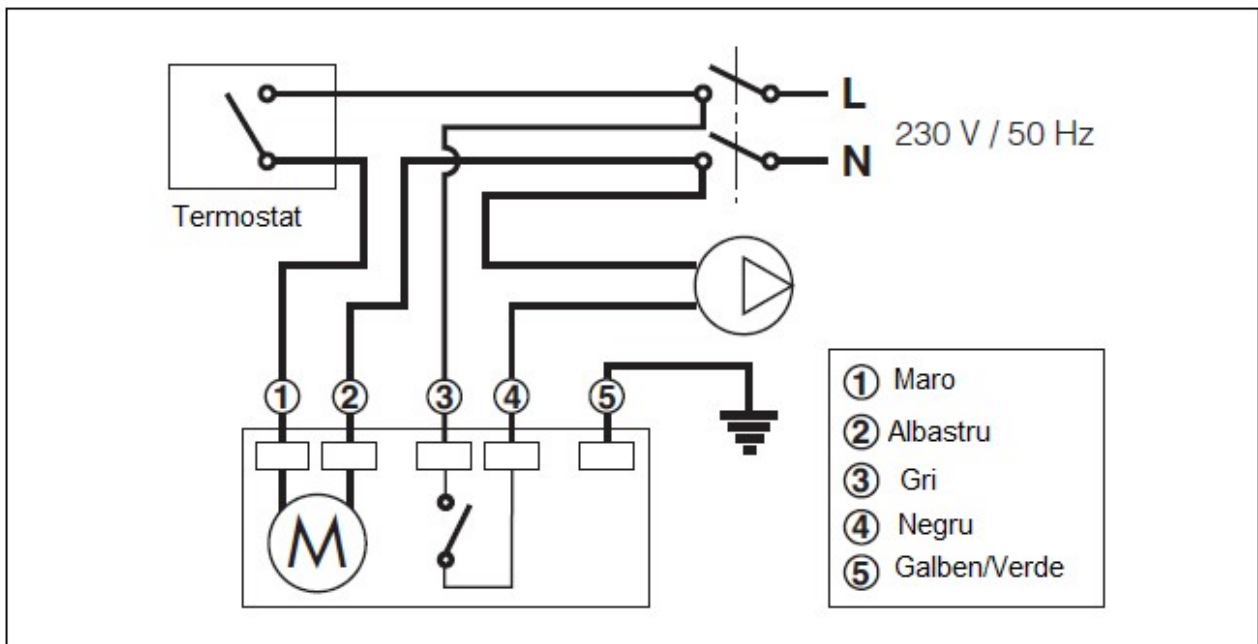 L
230 V / 50 Hz
N
Termostat
① ② ③ ④ ⑤
M
① Maro
② Albastru
③ Gri
④ Negru
⑤ Galben/Verde